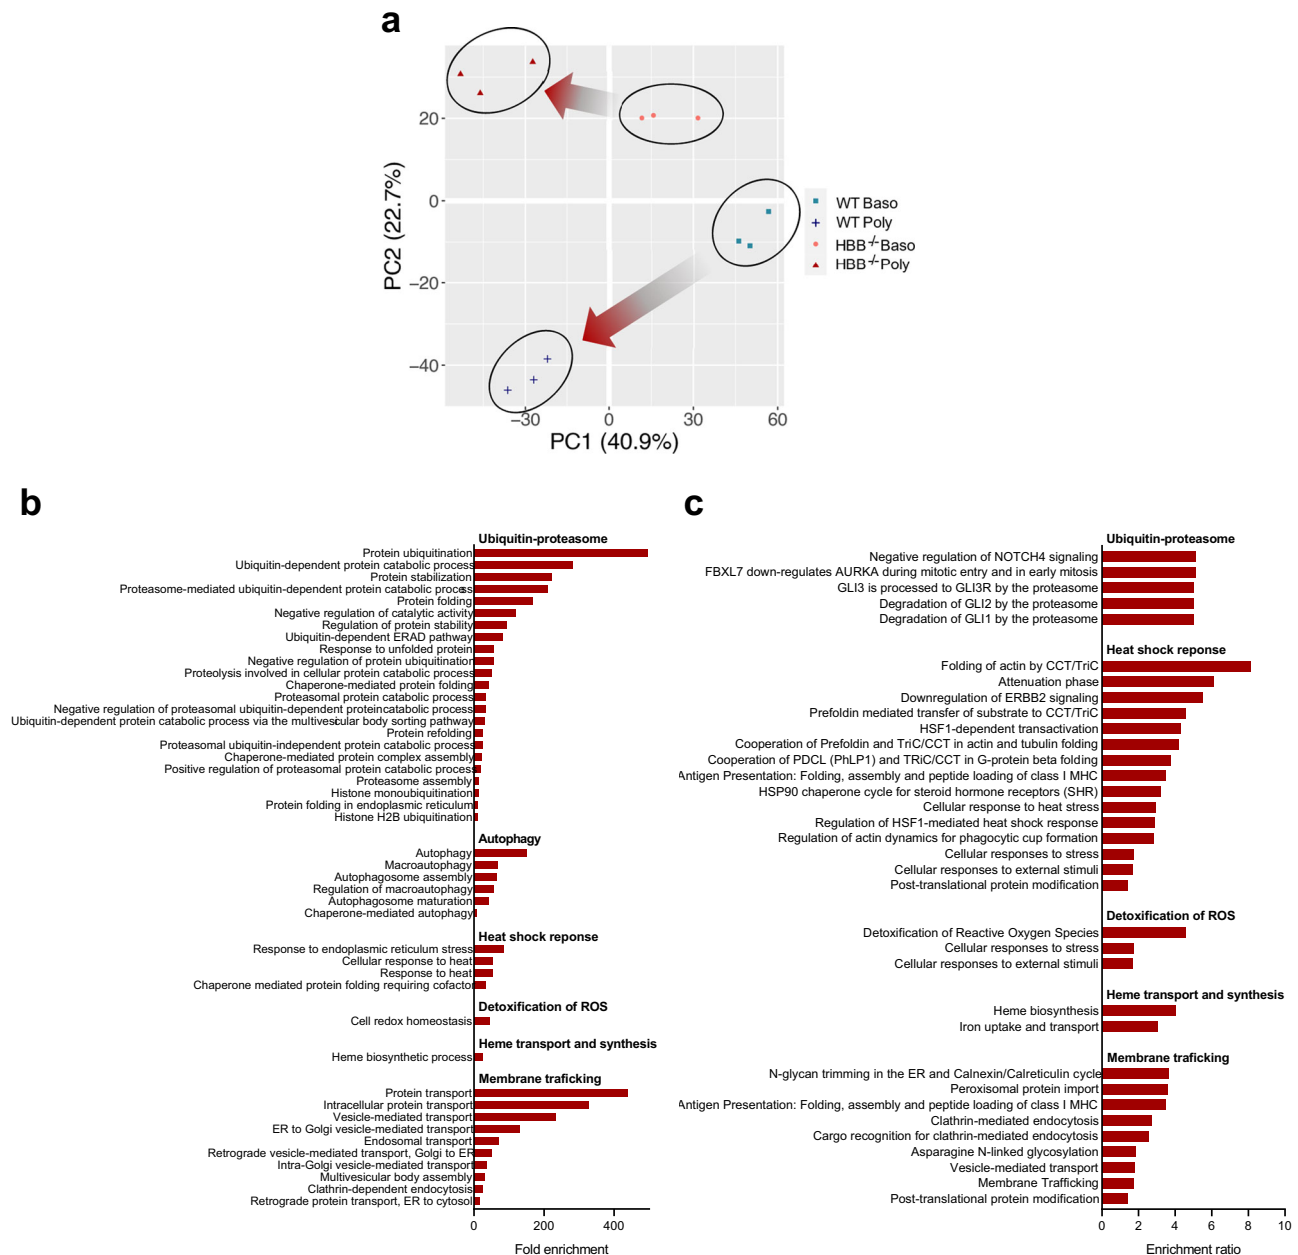 a
20
0
−20
−40
PC2 (22.7%)
−30
0
30
60
PC1 (40.9%)
WT Baso
WT Poly
HBB-/-Baso
HBB-/-Poly
b
Ubiquitin-proteasome
Protein ubiquitination
Ubiquitin-dependent protein catabolic process
Protein stabilization
Proteasome-mediated ubiquitin-dependent protein catabolic process
Protein folding
Negative regulation of catalytic activity
Regulation of protein stability
Ubiquitin-dependent ERAD pathway
Response to unfolded protein
Negative regulation of protein ubiquitination
Proteolysis involved in cellular protein catabolic process
Chaperone-mediated protein folding
Proteasomal protein catabolic process
Negative regulation of proteasomal ubiquitin-dependent proteincatabolic process
Ubiquitin-dependent protein catabolic process via the multivesicular body sorting pathway
Protein refolding
Proteasomal ubiquitin-independent protein catabolic process
Chaperone-mediated protein complex assembly
Positive regulation of proteasomal protein catabolic process
Proteasome assembly
Histone monoubiquitination
Protein folding in endoplasmic reticulum
Histone H2B ubiquitination
Autophagy
Autophagy
Macroautophagy
Autophagosome assembly
Regulation of macroautophagy
Autophagosome maturation
Chaperone-mediated autophagy
Heat shock reponse
Response to endoplasmic reticulum stress
Cellular response to heat
Response to heat
Chaperone mediated protein folding requiring cofactor
Detoxification of ROS
Cell redox homeostasis
Heme transport and synthesis
Heme biosynthetic process
Membrane traficking
Protein transport
Intracellular protein transport
Vesicle-mediated transport
ER to Golgi vesicle-mediated transport
Endosomal transport
Retrograde vesicle-mediated transport, Golgi to ER
Intra-Golgi vesicle-mediated transport
Multivesicular body assembly
Clathrin-dependent endocytosis
Retrograde protein transport, ER to cytosol
0
200
400
Fold enrichment
c
Ubiquitin-proteasome
Negative regulation of NOTCH4 signaling
FBXL7 down-regulates AURKA during mitotic entry and in early mitosis
GLI3 is processed to GLI3R by the proteasome
Degradation of GLI2 by the proteasome
Degradation of GLI1 by the proteasome
Heat shock reponse
Folding of actin by CCT/TriC
Attenuation phase
Downregulation of ERBB2 signaling
Prefoldin mediated transfer of substrate to CCT/TriC
HSF1-dependent transactivation
Cooperation of Prefoldin and TriC/CCT in actin and tubulin folding
Cooperation of PDCL (PhLP1) and TRiC/CCT in G-protein beta folding
Antigen Presentation: Folding, assembly and peptide loading of class I MHC
HSP90 chaperone cycle for steroid hormone receptors (SHR)
Cellular response to heat stress
Regulation of HSF1-mediated heat shock response
Regulation of actin dynamics for phagocytic cup formation
Cellular responses to stress
Cellular responses to external stimuli
Post-translational protein modification
Detoxification of ROS
Detoxification of Reactive Oxygen Species
Cellular responses to stress
Cellular responses to external stimuli
Heme transport and synthesis
Heme biosynthesis
Iron uptake and transport
Membrane traficking
N-glycan trimming in the ER and Calnexin/Calreticulin cycle
Peroxisomal protein import
Antigen Presentation: Folding, assembly and peptide loading of class I MHC
Clathrin-mediated endocytosis
Cargo recognition for clathrin-mediated endocytosis
Asparagine N-linked glycosylation
Vesicle-mediated transport
Membrane Trafficking
Post-translational protein modification
0
2
4
6
8
10
Enrichment ratio